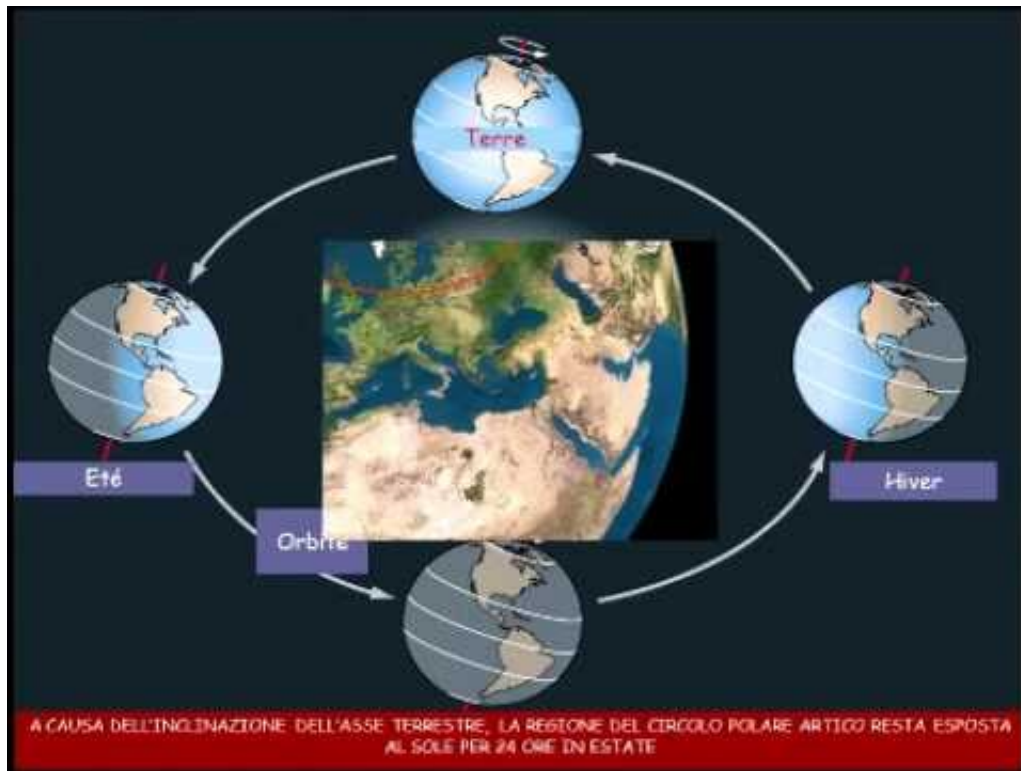 Terre
Eté
Hiver
Orbite
A CAUSA DELL'INCLINAZIONE DELL'ASSE TERRESTRE, LA REGIONE DEL CIRCOLO POLARE ARTICO RESTA ESPOSTA
AL SOLE PER 24 ORE IN ESTATE